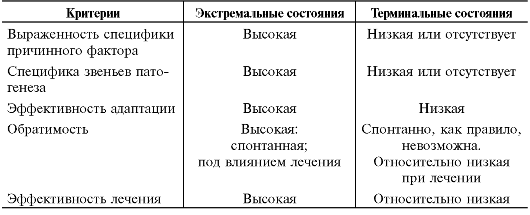 Критерии Экстремальные состояния Терминальные состояния
Выраженность специфики Высокая Низкая или отсутствует
причинного фактора
Специфика звеньев пато- Высокая Низкая или отсутствует
генеза
Эффективность адаптации Высокая Низкая
Обратимость Высокая: Спонтанно, как правило,
спонтанная; невозможна.
под влиянием лечения Относительно низкая
при лечении
Эффективность лечения Высокая Относительно низкая